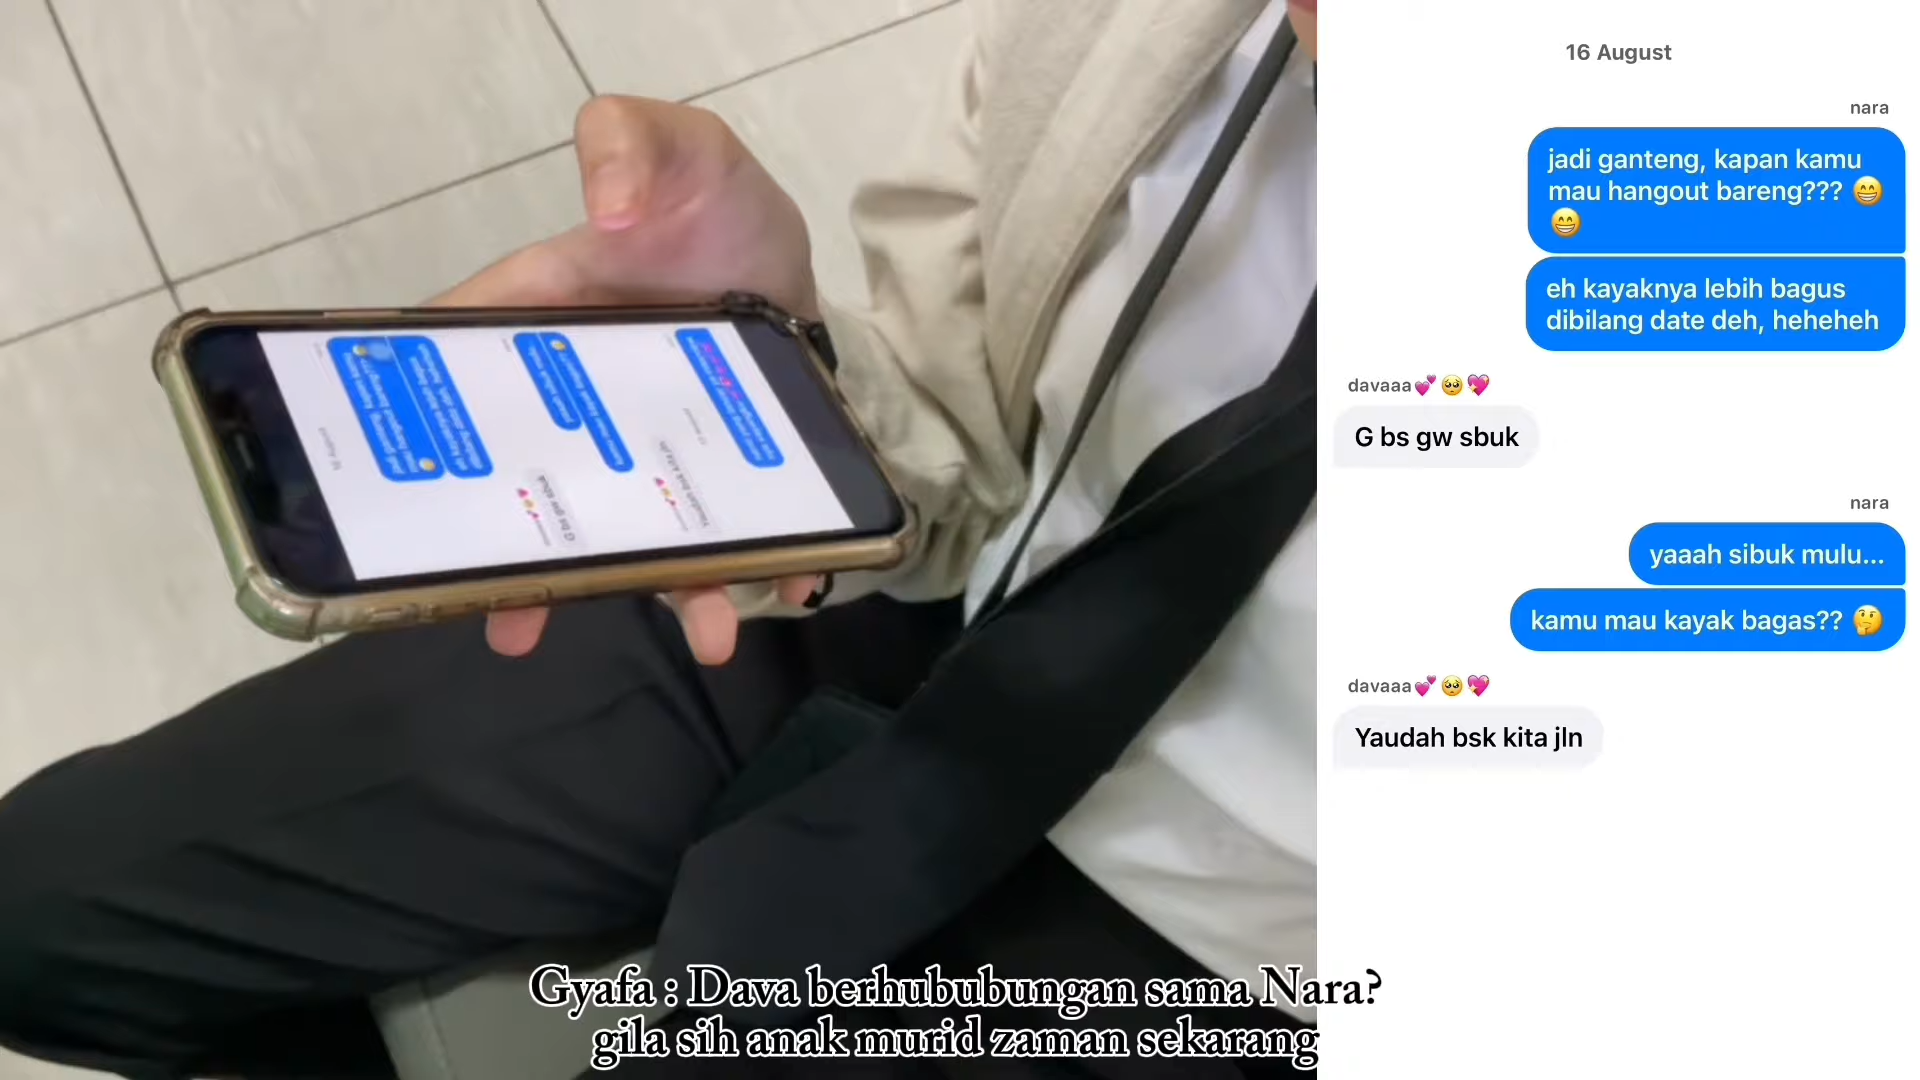 16 August
nara
jadi ganteng, kapan kamu
mau hangout bareng??? 😁
😁
eh kayaknya lebih bagus
dibilang date deh, heheheh
davaaa💕🥺💖
G bs gw sbuk
nara
yaaah sibuk mulu...
kamu mau kayak bagas?? 🤔
davaaa💕🥺💖
Yaudah bsk kita jln
Gyafa : Dava berhububungan sama Nara?
gila sih anak murid zaman sekarang